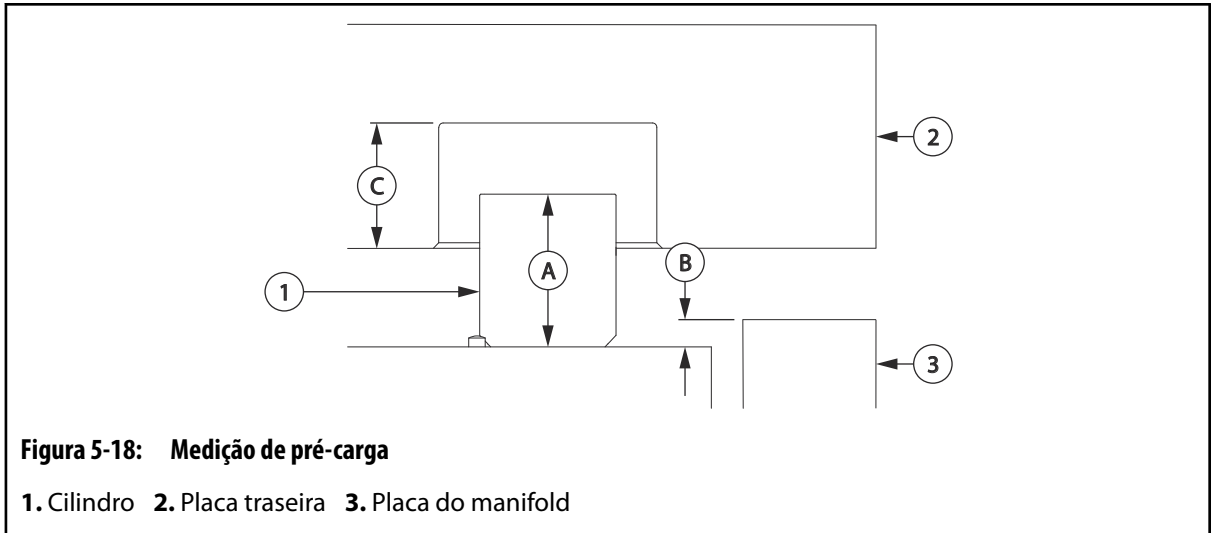 2
C
A
B
1
3
Figura 5-18: Medição de pré-carga
1. Cilindro 2. Placa traseira 3. Placa do manifold